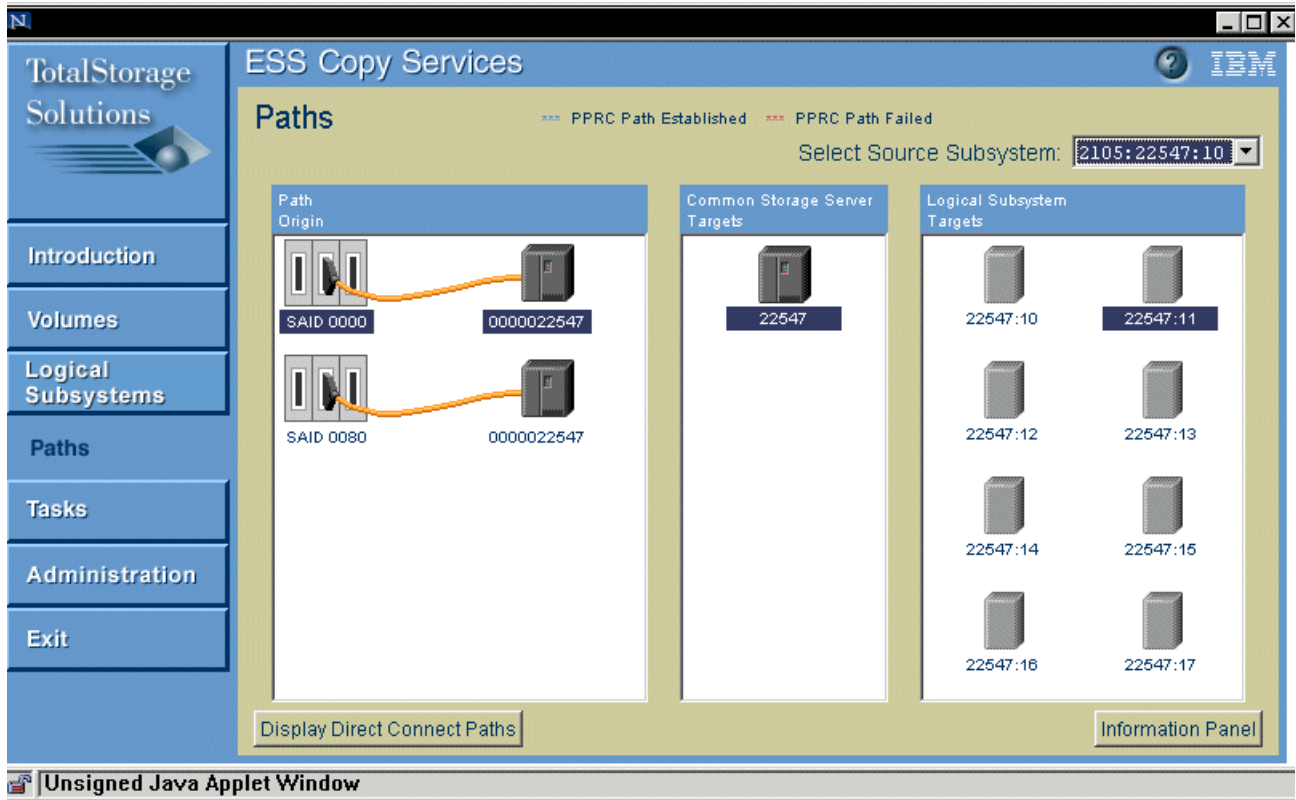 N
TotalStorage
Solutions
ESS Copy Services
? IBM
Paths
*** PPRC Path Established *** PPRC Path Failed
Select Source Subsystem: 2105:22547:10
Introduction
Volumes
Logical
Subsystems
Paths
Tasks
Administration
Exit
Path
Origin
SAID 0000 0000022547
SAID 0080 0000022547
Common Storage Server
Targets
22547
Logical Subsystem
Targets
22547:10 22547:11
22547:12 22547:13
22547:14 22547:15
22547:16 22547:17
Display Direct Connect Paths
Information Panel
Unsigned Java Applet Window